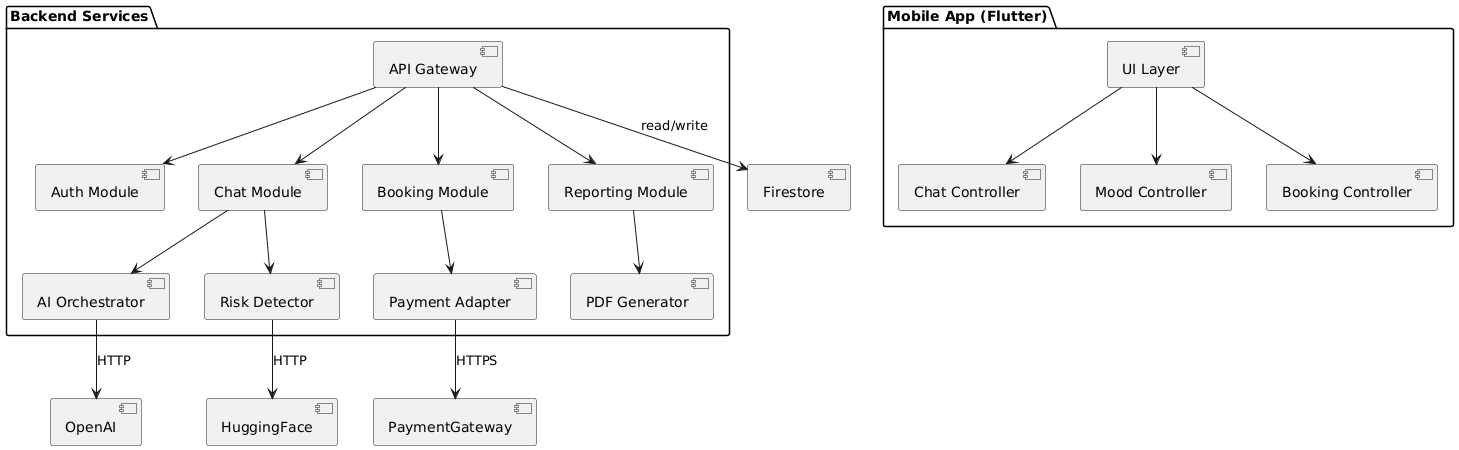 Backend Services
Mobile App (Flutter)
API Gateway
UI Layer
read/write
Auth Module
Chat Module
Booking Module
Reporting Module
Firestore
Chat Controller
Mood Controller
Booking Controller
AI Orchestrator
Risk Detector
Payment Adapter
PDF Generator
HTTP
HTTP
HTTPS
OpenAI
HuggingFace
PaymentGateway